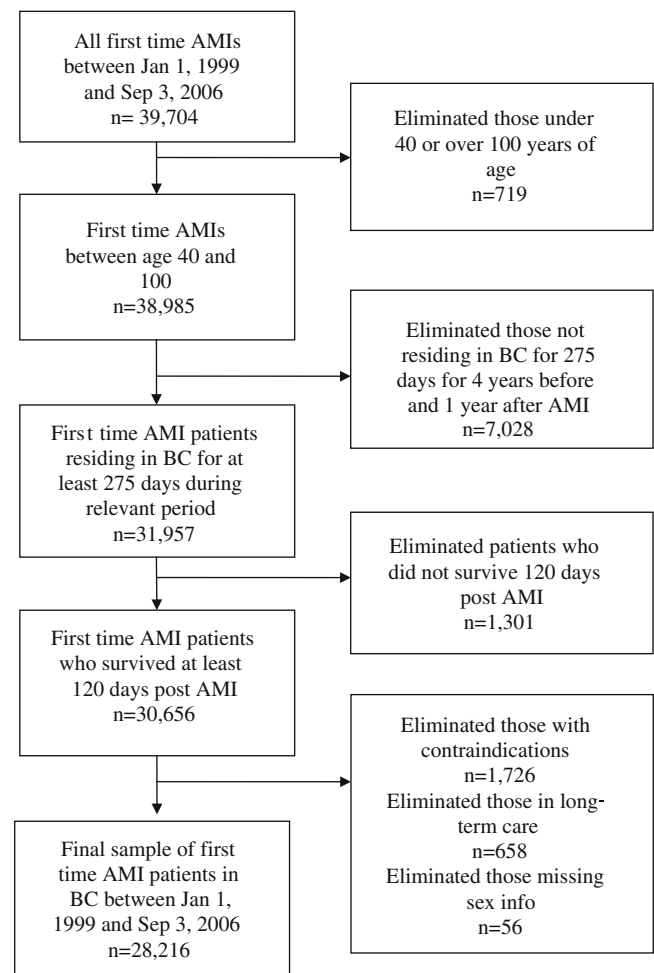 All first time AMIs
between Jan 1, 1999
and Sep 3, 2006
n= 39,704
Eliminated those under
40 or over 100 years of
age
n=719
First time AMIs
between age 40 and
100
n=38,985
Eliminated those not
residing in BC for 275
days for 4 years before
and 1 year after AMI
n=7,028
First time AMI patients
residing in BC for at
least 275 days during
relevant period
n=31,957
Eliminated patients who
did not survive 120 days
post AMI
n=1,301
First time AMI patients
who survived at least
120 days post AMI
n=30,656
Eliminated those with
contraindications
n=1,726
Eliminated those in long-
term care
n=658
Eliminated those missing
sex info
n=56
Final sample of first
time AMI patients in
BC between Jan 1,
1999 and Sep 3, 2006
n=28,216